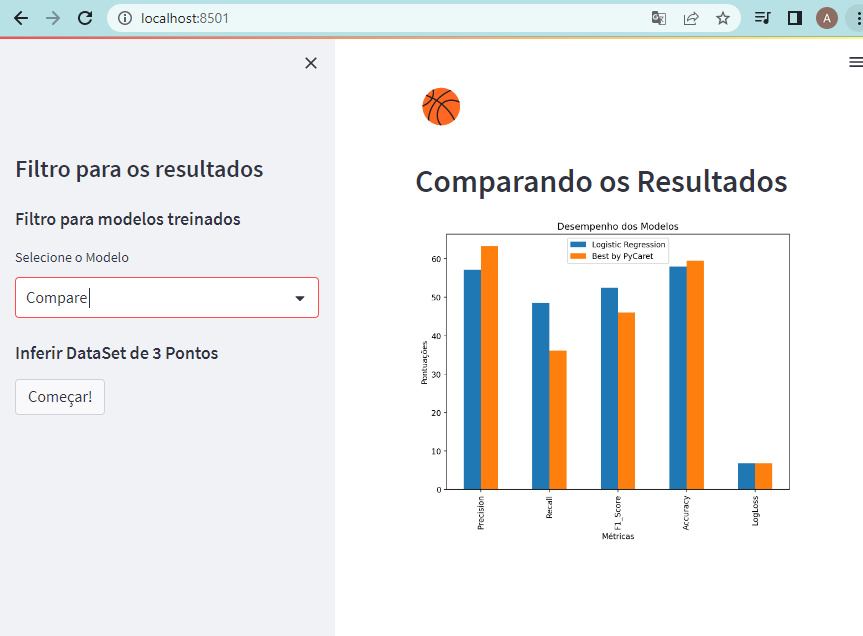 localhost:8501
A
Filtro para os resultados
Filtro para modelos treinados
Selecione o Modelo
Compare
Inferir DataSet de 3 Pontos
Começar!
Comparando os Resultados
Desempenho dos Modelos
Logistic Regression
Best by PyCaret
Pontuações
60
50
40
30
20
10
0
Precision
Recall
F1_Score
Accuracy
LogLoss
Métricas